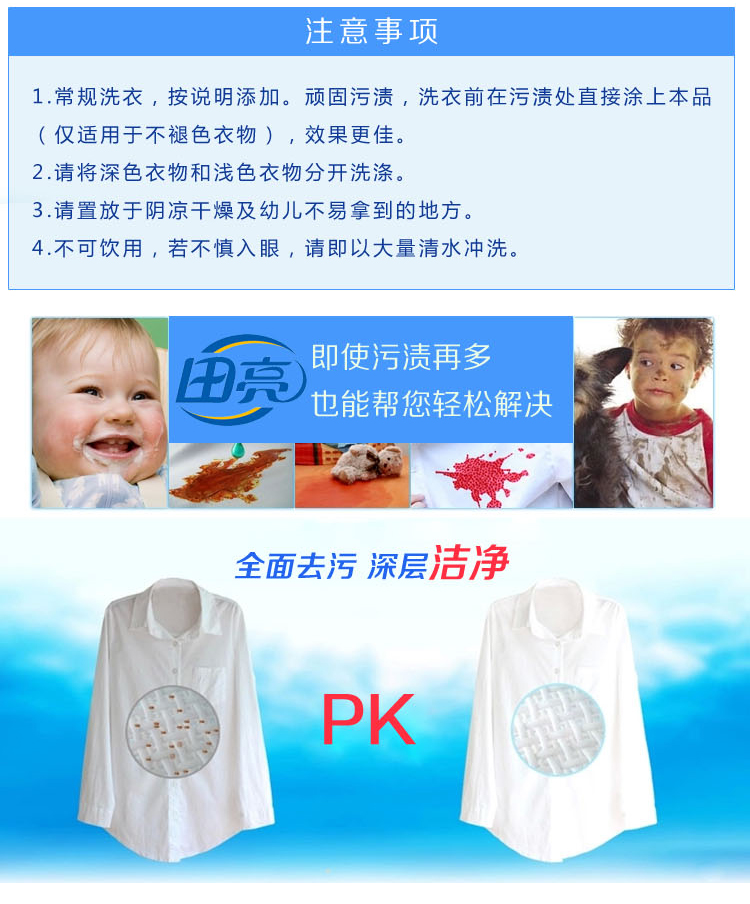 注意事项
1.常规洗衣，按说明添加。顽固污渍，洗衣前在污渍处直接涂上本品
（仅适用于不褪色衣物），效果更佳。
2.请将深色衣物和浅色衣物分开洗涤。
3.请置放于阴凉干燥及幼儿不易拿到的地方。
4.不可饮用，若不慎入眼，请即以大量清水冲洗。
田亮
即使污渍再多
也能帮您轻松解决
全面去污 深层洁净
PK